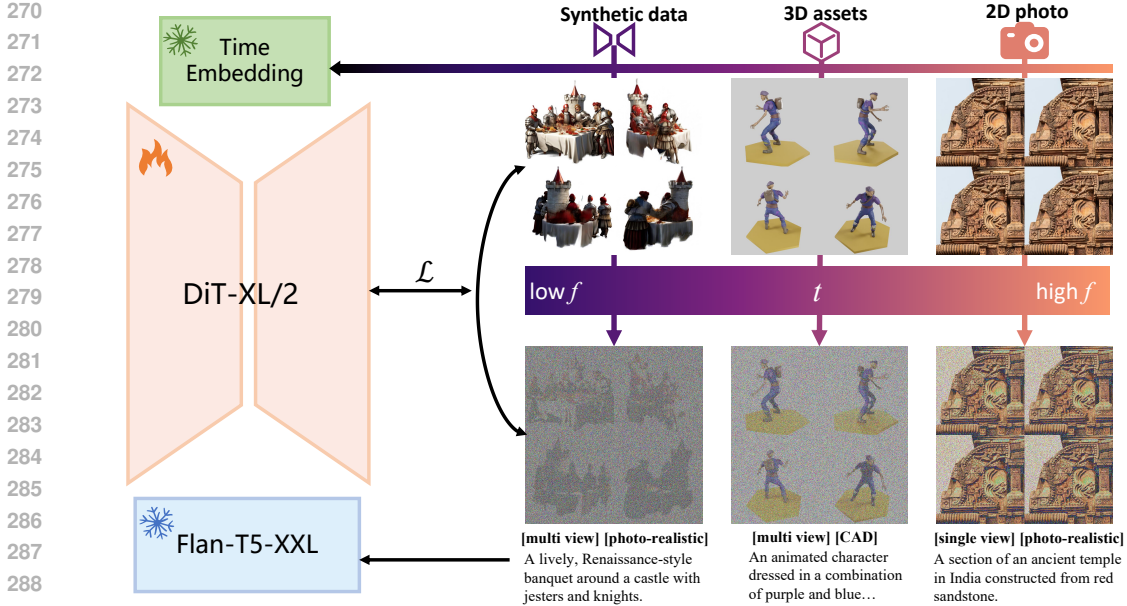 270
271
272
273
274
275
276
277
278
279
280
281
282
283
284
285
286
287
288
Synthetic data
3D assets
2D photo
Time
Embedding
DiT-XL/2
ℒ
low f
t
high f
Flan-T5-XXL
[multi view] [photo-realistic]
A lively, Renaissance-style
banquet around a castle with
jesters and knights.
[multi view] [CAD]
An animated character
dressed in a combination
of purple and blue…
[single view] [photo-realistic]
A section of an ancient temple
in India constructed from red
sandstone.